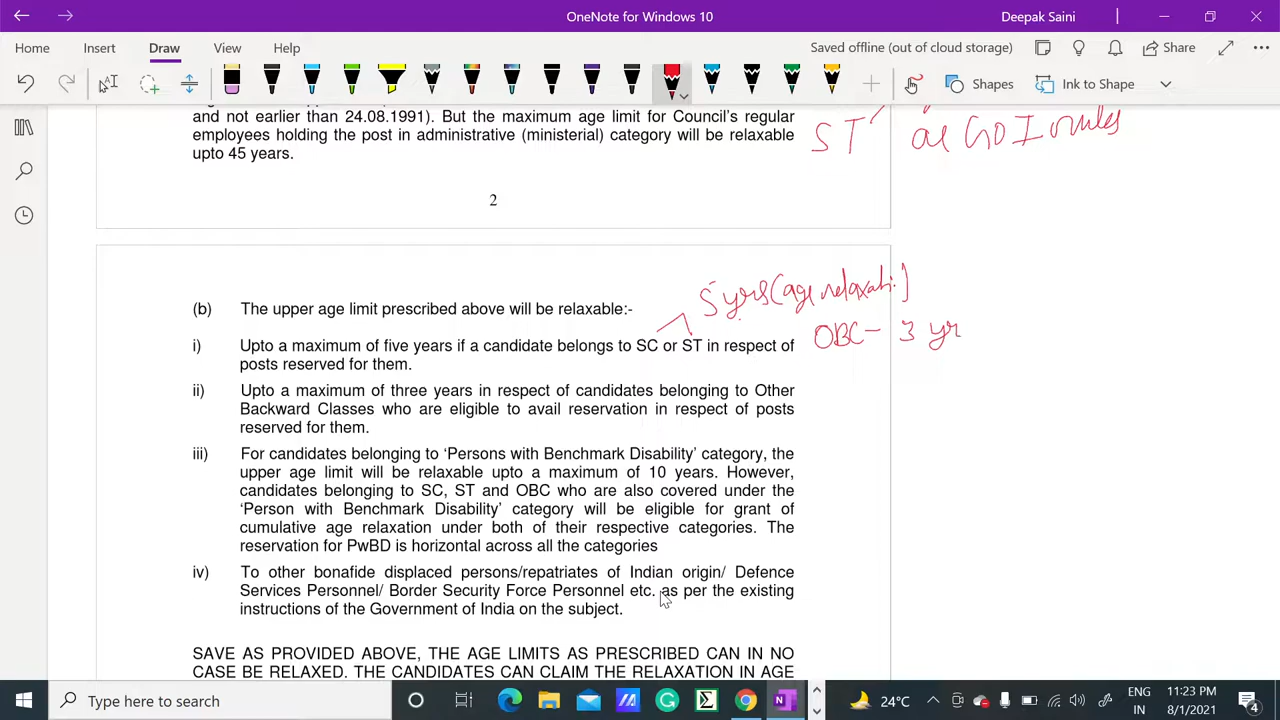 OneNote for Windows 10
Deepak Saini
Home Insert Draw View Help
Saved offline (out of cloud storage)
Share
Shapes
Ink to Shape
and not earlier than 24.08.1991). But the maximum age limit for Council's regular
employees holding the post in administrative (ministerial) category will be relaxable
upto 45 years.
ST
GOI rules
2
5 yrs (age relaxati.)
OBC- 3 yr
(b) The upper age limit prescribed above will be relaxable:-
i) Upto a maximum of five years if a candidate belongs to SC or ST in respect of
posts reserved for them.
ii) Upto a maximum of three years in respect of candidates belonging to Other
Backward Classes who are eligible to avail reservation in respect of posts
reserved for them.
iii) For candidates belonging to 'Persons with Benchmark Disability' category, the
upper age limit will be relaxable upto a maximum of 10 years. However,
candidates belonging to SC, ST and OBC who are also covered under the
'Person with Benchmark Disability' category will be eligible for grant of
cumulative age relaxation under both of their respective categories. The
reservation for PwBD is horizontal across all the categories
iv) To other bonafide displaced persons/repatriates of Indian origin/ Defence
Services Personnel/ Border Security Force Personnel etc. as per the existing
instructions of the Government of India on the subject.
SAVE AS PROVIDED ABOVE, THE AGE LIMITS AS PRESCRIBED CAN IN NO
CASE BE RELAXED. THE CANDIDATES CAN CLAIM THE RELAXATION IN AGE
Type here to search
24°C
ENG
IN
11:23 PM
8/1/2021
4